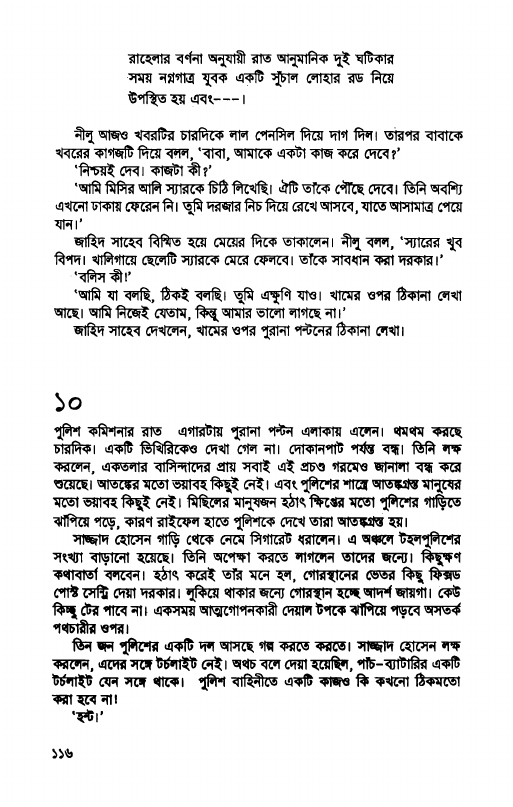 রাহেলার বর্ণনা অনুযায়ী রাত আনুমানিক দুই ঘটিকার
সময় নগ্নগাত্র যুবক একটি সুঁচাল লোহার রড নিয়ে
উপস্থিত হয় এবং---।
নীলু আজও খবরটির চারদিকে লাল পেনসিল দিয়ে দাগ দিল। তারপর বাবাকে
খবরের কাগজটি দিয়ে বলল, ‘বাবা, আমাকে একটা কাজ করে দেবে?’
‘নিশ্চয়ই দেব। কাজটা কী?’
‘আমি মিসির আলি স্যারকে চিঠি লিখেছি। ঐটি তাঁকে পৌঁছে দেবে। তিনি অবশ্যি
এখনো ঢাকায় ফেরেন নি। তুমি দরজার নিচ দিয়ে রেখে আসবে, যাতে আসামাত্র পেয়ে
যান।’
জাহিদ সাহেব বিস্মিত হয়ে মেয়ের দিকে তাকালেন। নীলু বলল, ‘স্যারের খুব
বিপদ। খালিগায়ে ছেলেটি স্যারকে মেরে ফেলবে। তাঁকে সাবধান করা দরকার।’
‘বলিস কী!’
‘আমি যা বলছি, ঠিকই বলছি। তুমি এক্ষুণি যাও। খামের ওপর ঠিকানা লেখা
আছে। আমি নিজেই যেতাম, কিন্তু আমার ভালো লাগছে না।’
জাহিদ সাহেব দেখলেন, খামের ওপর পুরানা পল্টনের ঠিকানা লেখা।
১০
পুলিশ কমিশনার রাত এগারটায় পুরানা পল্টন এলাকায় এলেন। থমথম করছে
চারদিক। একটি ভিখিরিকেও দেখা গেল না। দোকানপাট পর্যন্ত বন্ধ। তিনি লক্ষ
করলেন, একতলার বাসিন্দাদের প্রায় সবাই এই প্রচণ্ড গরমেও জানালা বন্ধ করে
শুয়েছে। আতঙ্কের মতো ভয়াবহ কিছুই নেই। এবং পুলিশের শাস্ত্রে আতঙ্কগ্রস্ত মানুষের
মতো ভয়াবহ কিছুই নেই। মিছিলের মানুষজন হঠাৎ ক্ষিপ্তের মতো পুলিশের গাড়িতে
ঝাঁপিয়ে পড়ে, কারণ রাইফেল হাতে পুলিশকে দেখে তারা আতঙ্কগ্রস্ত হয়।
সাজ্জাদ হোসেন গাড়ি থেকে নেমে সিগারেট ধরালেন। এ অঞ্চলে টহলপুলিশের
সংখ্যা বাড়ানো হয়েছে। তিনি অপেক্ষা করতে লাগলেন তাদের জন্যে। কিছুক্ষণ
কথাবার্তা বলবেন। হঠাৎ করেই তাঁর মনে হল, গোরস্থানের ভেতর কিছু ফিক্সড
পোস্ট সেন্ট্রি দেয়া দরকার। লুকিয়ে থাকার জন্যে গোরস্থান হচ্ছে আদর্শ জায়গা। কেউ
কিচ্ছু টের পাবে না। একসময় আত্মগোপনকারী দেয়াল টপকে ঝাঁপিয়ে পড়বে অসতর্ক
পথচারীর ওপর।
তিন জন পুলিশের একটি দল আসছে গল্প করতে করতে। সাজ্জাদ হোসেন লক্ষ
করলেন, এদের সঙ্গে টর্চলাইট নেই। অথচ বলে দেয়া হয়েছিল, পাঁচ-ব্যাটারির একটি
টর্চলাইট যেন সঙ্গে থাকে। পুলিশ বাহিনীতে একটি কাজও কি কখনো ঠিকমতো
করা হবে না!
‘হল্ট।’
১১৬